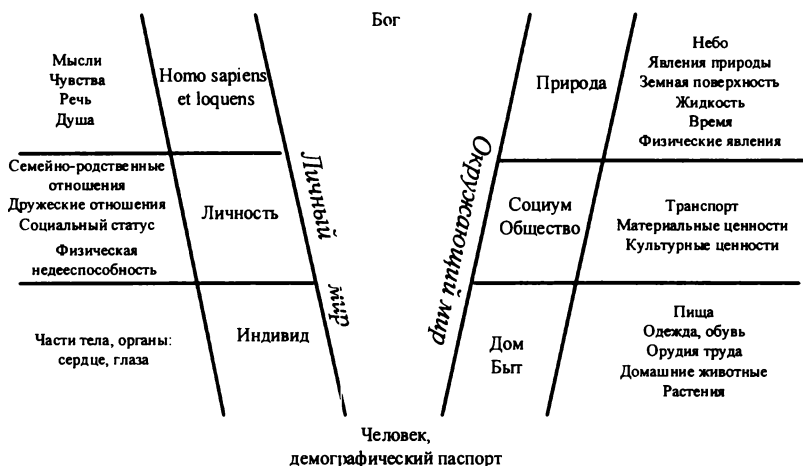 Бог
Мысли
Чувства
Речь
Душа
Homo sapiens
et loquens
Семейно-родственные
отношения
Дружеские отношения
Социальный статус
Физическая
недееспособность
Личность
Части тела, органы:
сердце, глаза
Индивид
Личный мир
Окружающий мир
Природа
Небо
Явления природы
Земная поверхность
Жидкость
Время
Физические явления
Социум
Общество
Транспорт
Материальные ценности
Культурные ценности
Дом
Быт
Пища
Одежда, обувь
Орудия труда
Домашние животные
Растения
Человек,
демографический паспорт